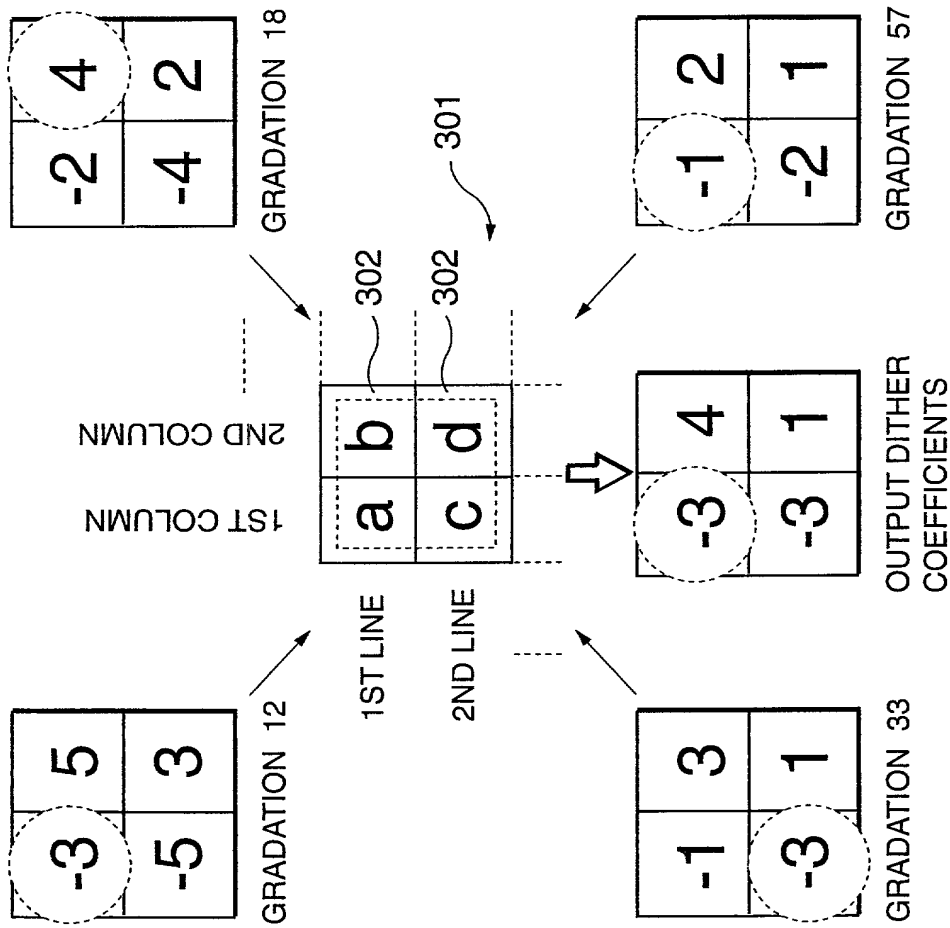 -3 5
-5 3
GRADATION 12
-2 4
-4 2
GRADATION 18
1ST COLUMN
2ND COLUMN
1ST LINE
a b
302
2ND LINE
c d
302
301
-1 3
-3 1
GRADATION 33
-3 4
-3 1
OUTPUT DITHER
COEFFICIENTS
-1 2
-2 1
GRADATION 57